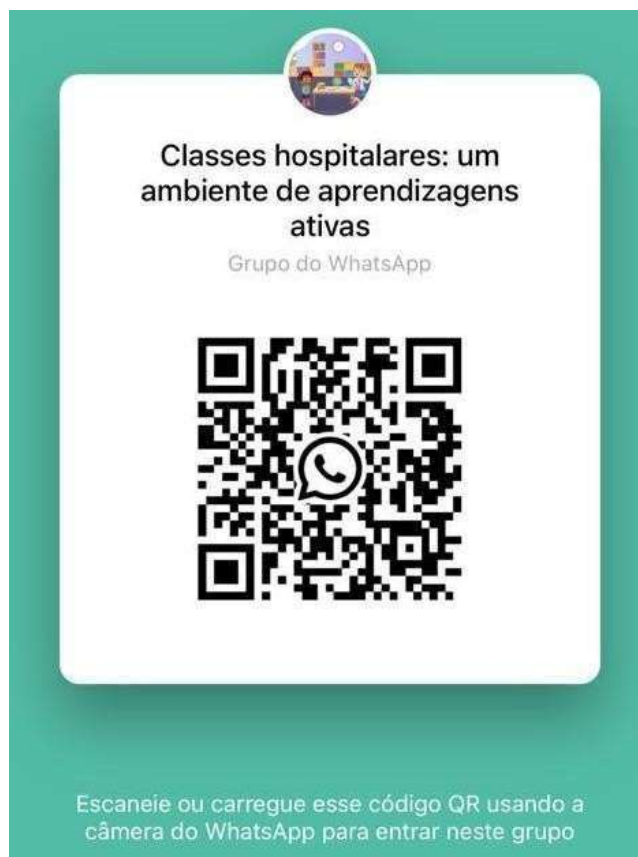 Classes hospitalares: um
ambiente de aprendizagens
ativas
Grupo do WhatsApp
Escaneie ou carregue esse código QR usando a
câmera do WhatsApp para entrar neste grupo